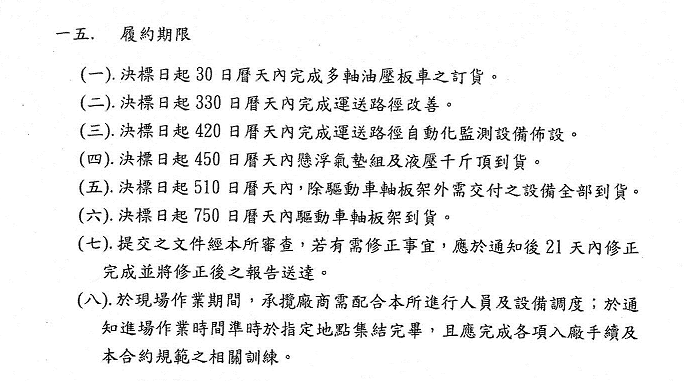 一五. 履約期限
(一).決標日起 30 日曆天內完成多軸油壓板車之訂貨。
(二).決標日起 330 日曆天內完成運送路徑改善。
(三).決標日起 420 日曆天內完成運送路徑自動化監測設備佈設。
(四).決標日起 450 日曆天內懸浮氣墊組及液壓千斤頂到貨。
(五).決標日起 510 日曆天內，除驅動車軸板架外需交付之設備全部到貨。
(六).決標日起 750 日曆天內驅動車軸板架到貨。
(七).提交之文件經本所審查，若有需修正事宜，應於通知後 21 天內修正
完成並將修正後之報告送達。
(八).於現場作業期間，承攬廠商需配合本所進行人員及設備調度；於通
知進場作業時間準時於指定地點集結完畢，且應完成各項入廠手續及
本合約規範之相關訓練。